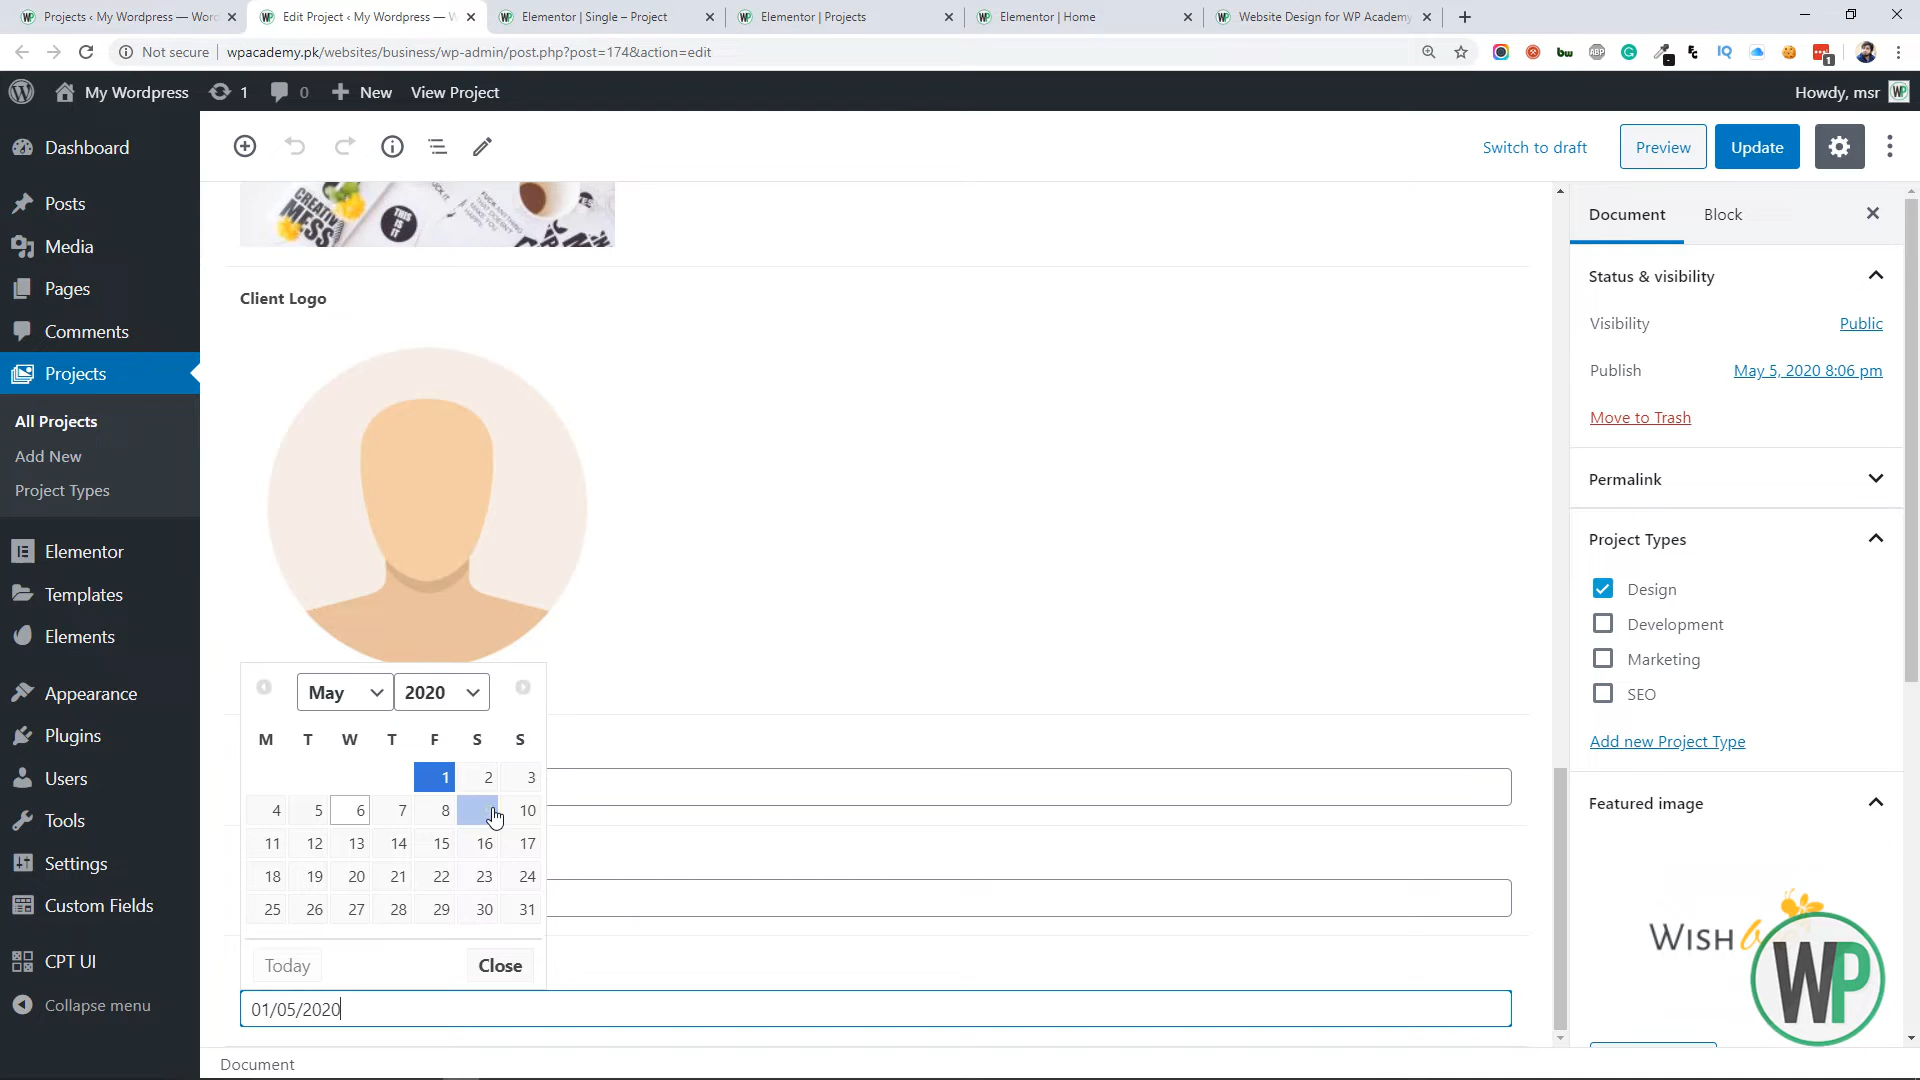 Projects ‹ My Wordpress — Wor
Edit Project ‹ My Wordpress — W
Elementor | Single – Project
Elementor | Projects
Elementor | Home
Website Design for WP Academy
Not secure
wpacademy.pk/websites/business/wp-admin/post.php?post=174&action=edit
My Wordpress
1
0
New
View Project
Howdy, msr
Switch to draft
Preview
Update
Dashboard
Posts
Media
Pages
Comments
Projects
All Projects
Add New
Project Types
Elementor
Templates
Elements
Appearance
Plugins
Users
Tools
Settings
Custom Fields
CPT UI
Collapse menu
CREATIVE
MESS
THIS
IS IT
Client Logo
May
2020
M T W T F S S
1 2 3
4 5 6 7 8 10
11 12 13 14 15 16 17
18 19 20 21 22 23 24
25 26 27 28 29 30 31
Today
Close
01/05/2020
Document
Document
Block
Status & visibility
Visibility
Public
Publish
May 5, 2020 8:06 pm
Move to Trash
Permalink
Project Types
Design
Development
Marketing
SEO
Add new Project Type
Featured image
WISH
WP